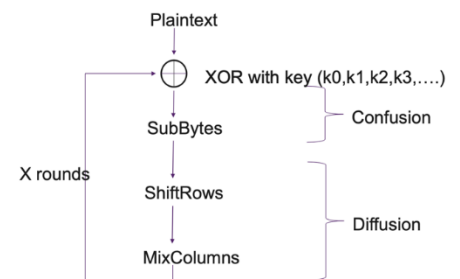 Plaintext
XOR with key (k0,k1,k2,k3,….)
Confusion
SubBytes
X rounds
ShiftRows
Diffusion
MixColumns